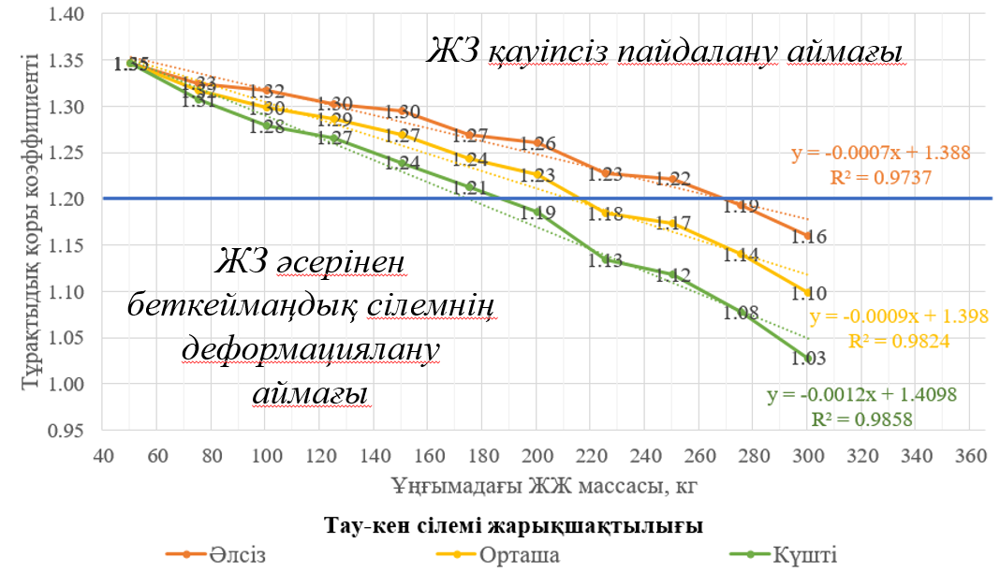 1.40
1.35
1.30
1.25
1.20
1.15
1.10
1.05
1.00
0.95
Тұрақтыдық қоры коэффициенті
ЖЗ қауіпсіз пайдалану аймағы
1.35
1.33 1.32 1.30 1.30 1.27 1.26 1.23 1.22 1.19 1.16
1.30 1.29 1.27 1.24 1.23 1.18 1.17 1.14 1.10
1.31 1.28 1.27 1.24 1.21 1.19 1.13 1.12 1.08 1.03
y = -0.0007x + 1.388
R² = 0.9737
ЖЗ әсерінен
беткеймаңдық сілемнің
деформациялану
аймағы
y = -0.0009x + 1.398
R² = 0.9824
y = -0.0012x + 1.4098
R² = 0.9858
40 60 80 100 120 140 160 180 200 220 240 260 280 300 320 340 360
Ұңғымадағы ЖЖ массасы, кг
Тау-кен сілемі жарықшақтылығы
Әлсіз Орташа Күшті